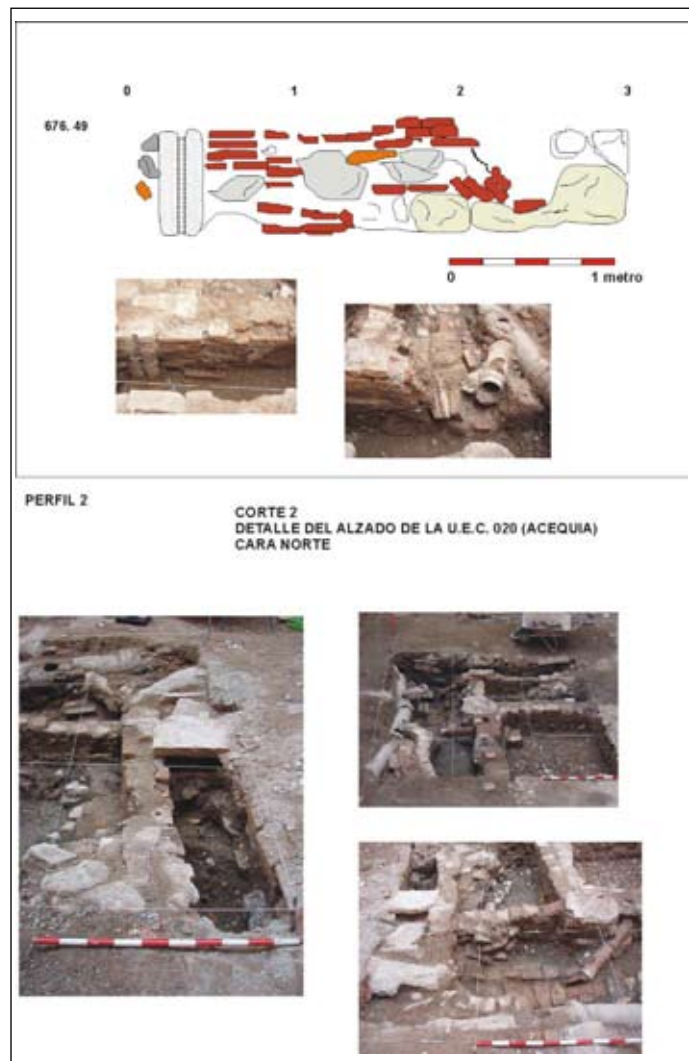 0 1 2 3
676. 49
0 1 metro
PERFIL 2
CORTE 2
DETALLE DEL ALZADO DE LA U.E.C. 020 (ACEQUIA)
CARA NORTE